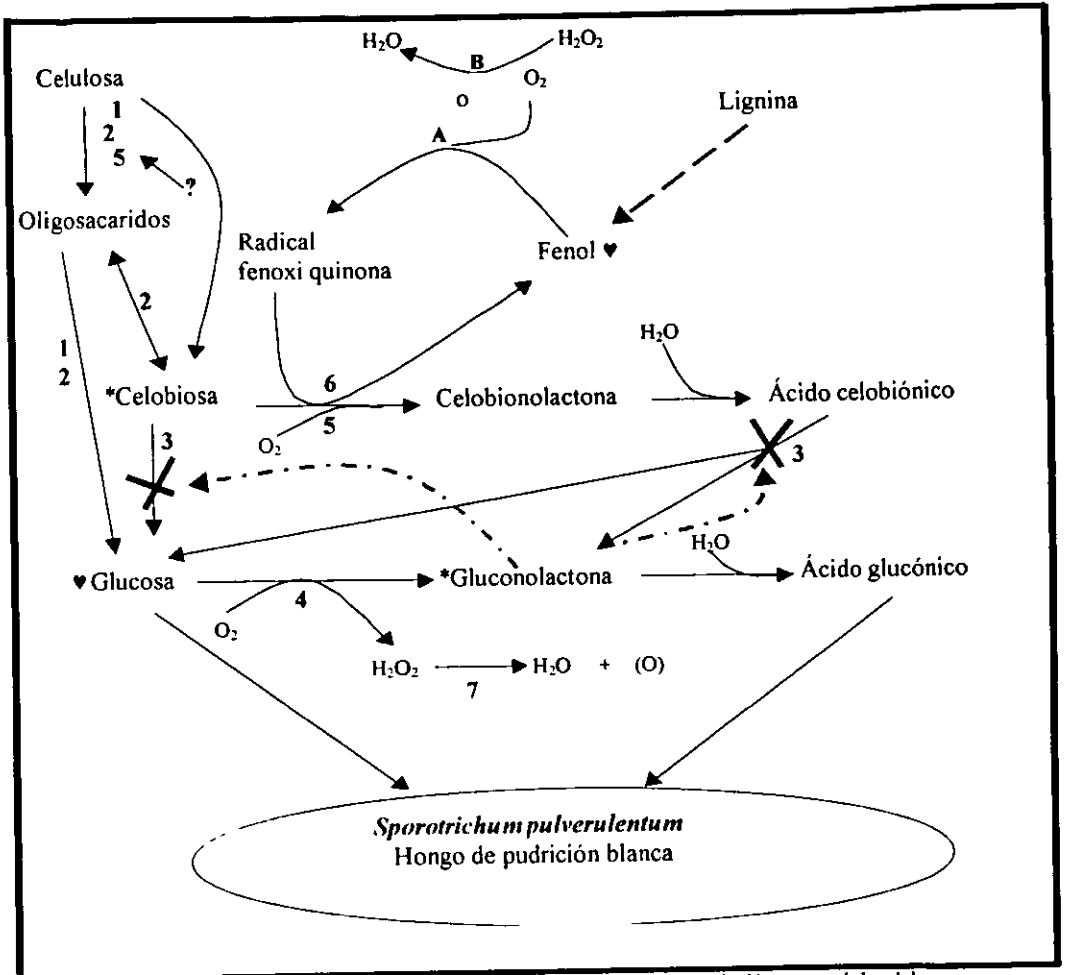 H₂O
H₂O₂
B
O₂
Celulosa
1
2
5
o
A
Lignina
?
Oligosacaridos
Radical
fenoxi quinona
Fenol ♥
2
1
2
H₂O
*Celobiosa
6
5
O₂
Celobionolactona
Ácido celobiónico
3
3
♥ Glucosa
4
O₂
*Gluconolactona
H₂O
Ácido glucónico
H₂O₂
7
H₂O + (O)
Sporotrichum pulverulentum
Hongo de pudrición blanca